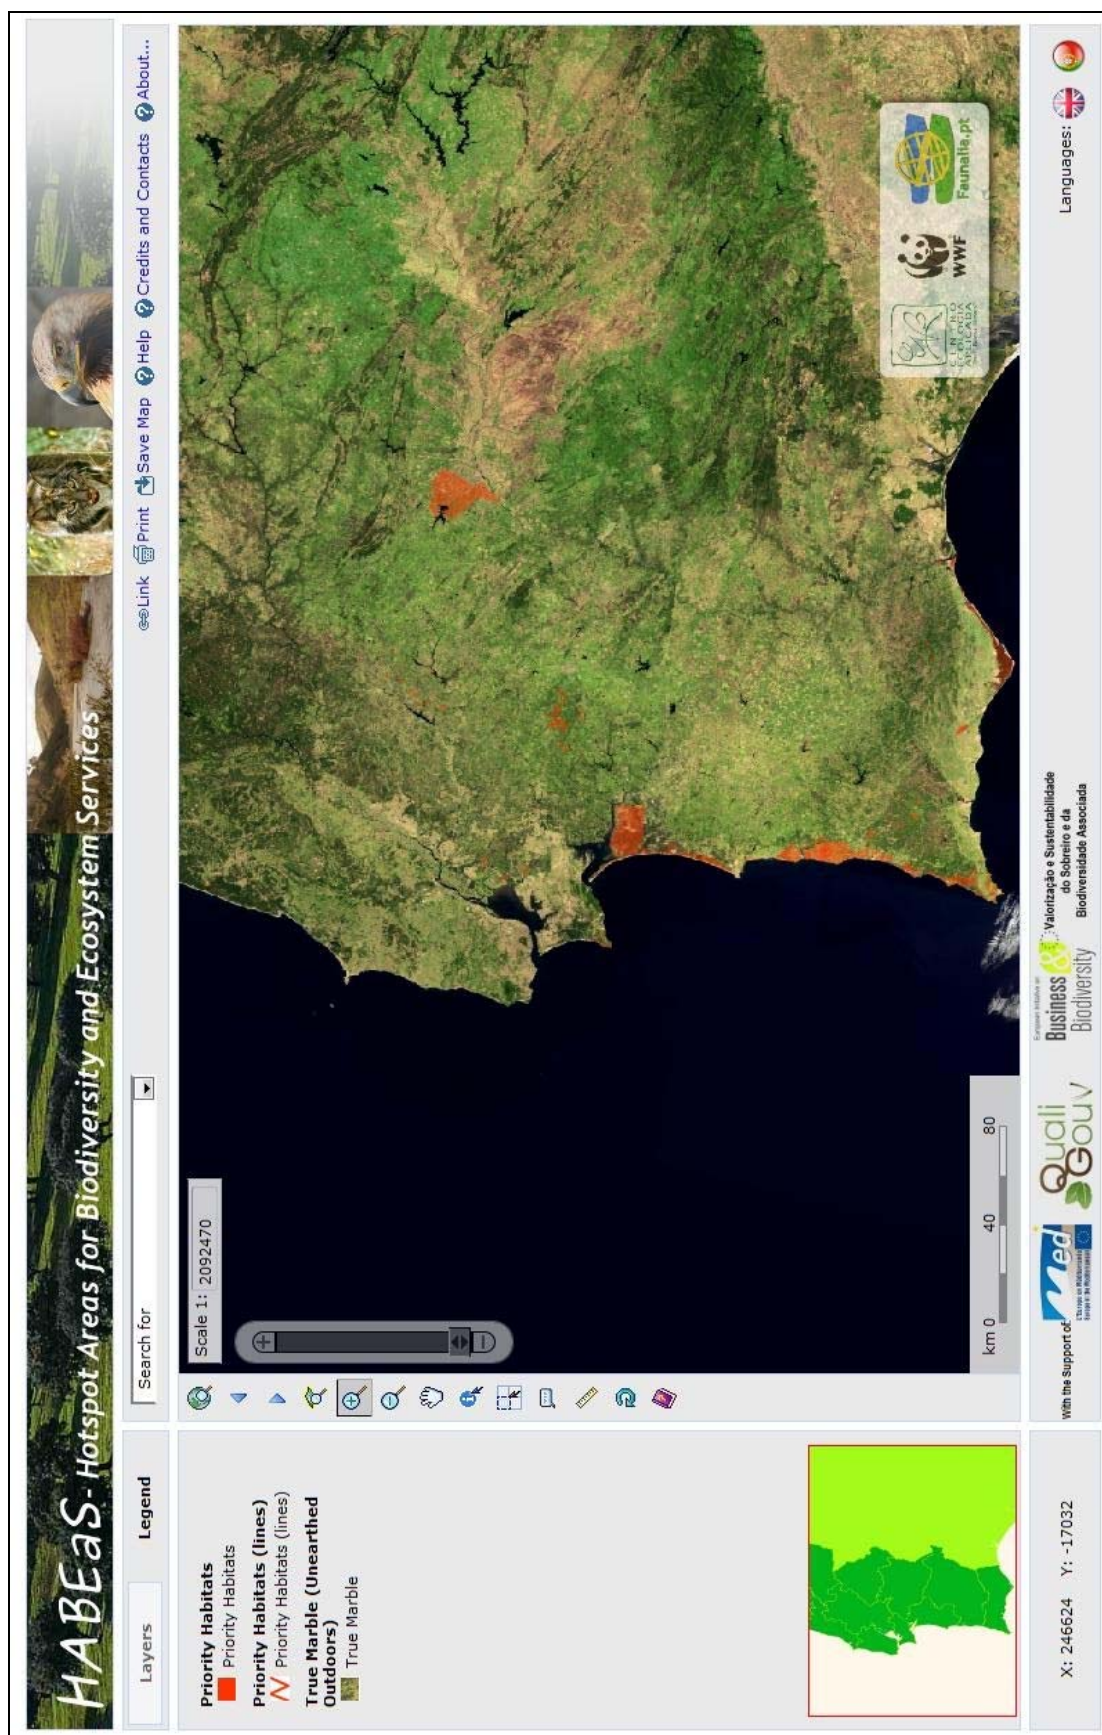 HABEaS - Hotspot Areas for Biodiversity and Ecosystem Services
Layers
Legend
Search for
Link
Print
Save Map
Help
Credits and Contacts
About...
Priority Habitats
Priority Habitats
Priority Habitats (lines)
Priority Habitats (lines)
True Marble (Unearthed
Outdoors)
True Marble
Scale 1: 2092470
km 0 40 80
CENTRO
ECOLOGIA
APLICADA
WWF
Faunalia.pt
X: 246624 Y: -17032
With the Support of:
Med
Quali
Gouv
Business &
Biodiversity
Valorização e Sustentabilidade
do Sobreiro e da
Biodiversidade Associada
Languages: